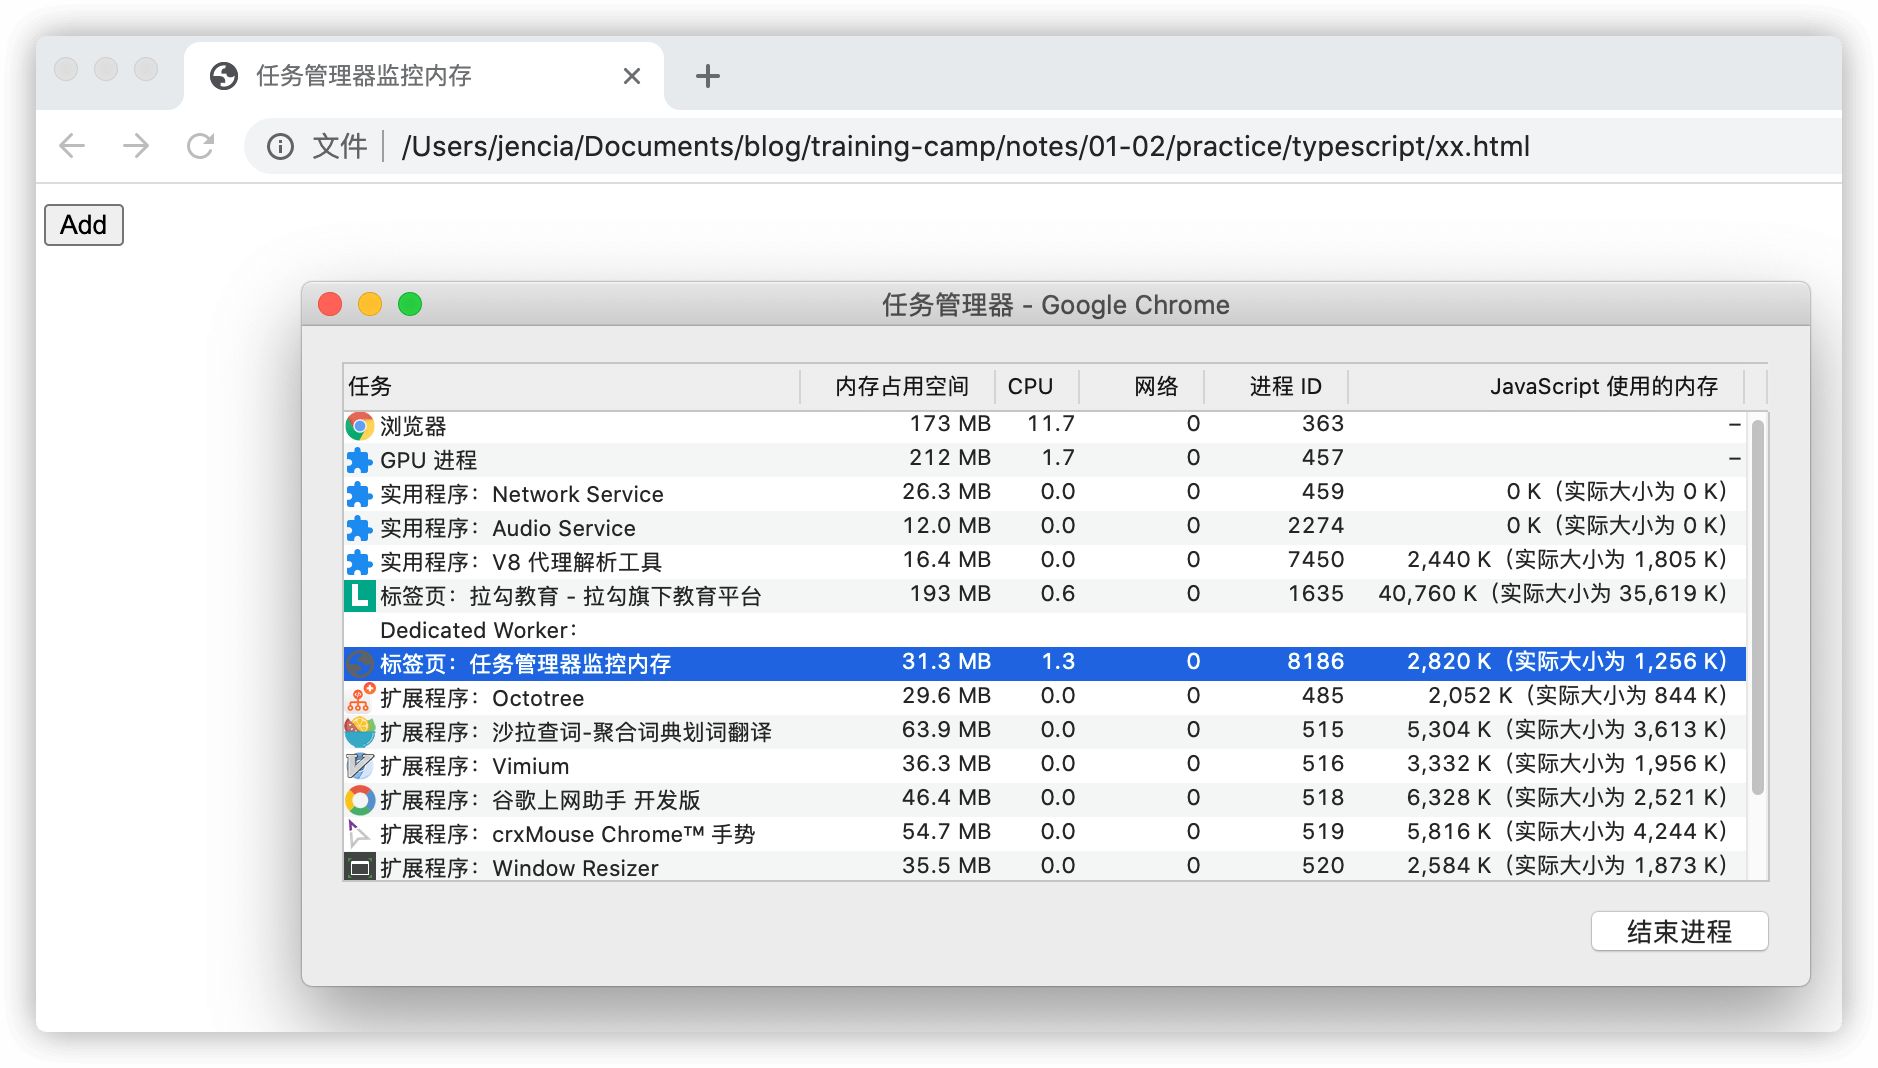 任务管理器监控内存
文件 /Users/jencia/Documents/blog/training-camp/notes/01-02/practice/typescript/xx.html
Add
任务管理器 - Google Chrome
任务 内存占用空间 CPU 网络 进程 ID JavaScript 使用的内存
浏览器 173 MB 11.7 0 363 –
GPU 进程 212 MB 1.7 0 457 –
实用程序：Network Service 26.3 MB 0.0 0 459 0 K（实际大小为 0 K）
实用程序：Audio Service 12.0 MB 0.0 0 2274 0 K（实际大小为 0 K）
实用程序：V8 代理解析工具 16.4 MB 0.0 0 7450 2,440 K（实际大小为 1,805 K）
标签页：拉勾教育 - 拉勾旗下教育平台 193 MB 0.6 0 1635 40,760 K（实际大小为 35,619 K）
Dedicated Worker：
标签页：任务管理器监控内存 31.3 MB 1.3 0 8186 2,820 K（实际大小为 1,256 K）
扩展程序：Octotree 29.6 MB 0.0 0 485 2,052 K（实际大小为 844 K）
扩展程序：沙拉查词-聚合词典划词翻译 63.9 MB 0.0 0 515 5,304 K（实际大小为 3,613 K）
扩展程序：Vimium 36.3 MB 0.0 0 516 3,332 K（实际大小为 1,956 K）
扩展程序：谷歌上网助手 开发版 46.4 MB 0.0 0 518 6,328 K（实际大小为 2,521 K）
扩展程序：crxMouse Chrome™ 手势 54.7 MB 0.0 0 519 5,816 K（实际大小为 4,244 K）
扩展程序：Window Resizer 35.5 MB 0.0 0 520 2,584 K（实际大小为 1,873 K）
结束进程